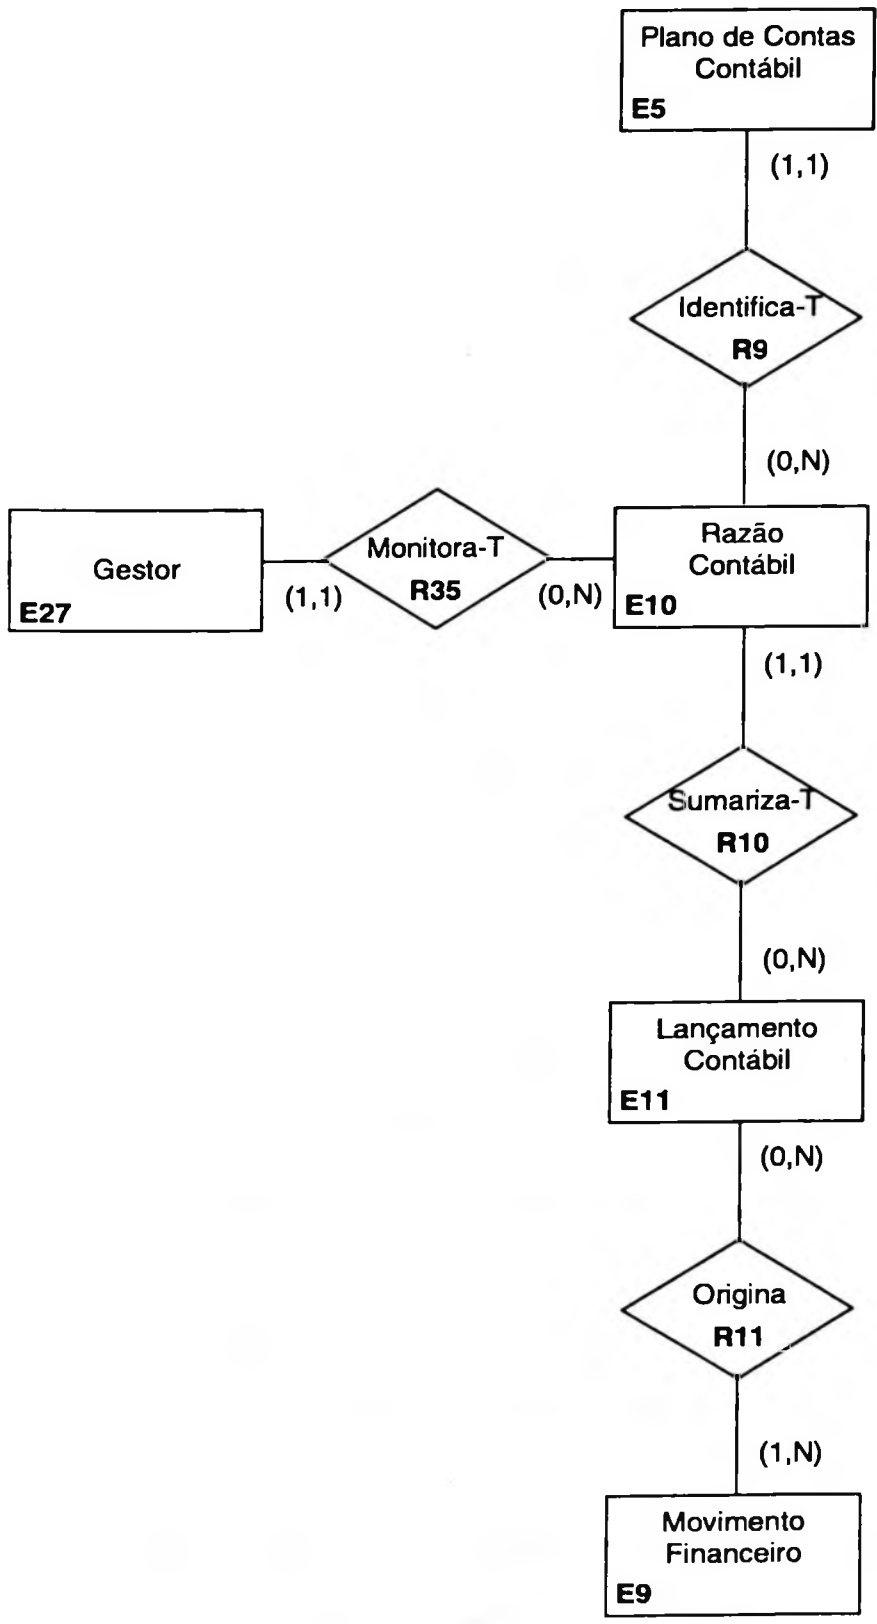 Plano de Contas
Contábil
E5
(1,1)
Identifica-T
R9
(0,N)
Gestor
E27
(1,1)
Monitora-T
R35
(0,N)
Razão
Contábil
E10
(1,1)
Sumariza-T
R10
(0,N)
Lançamento
Contábil
E11
(0,N)
Origina
R11
(1,N)
Movimento
Financeiro
E9